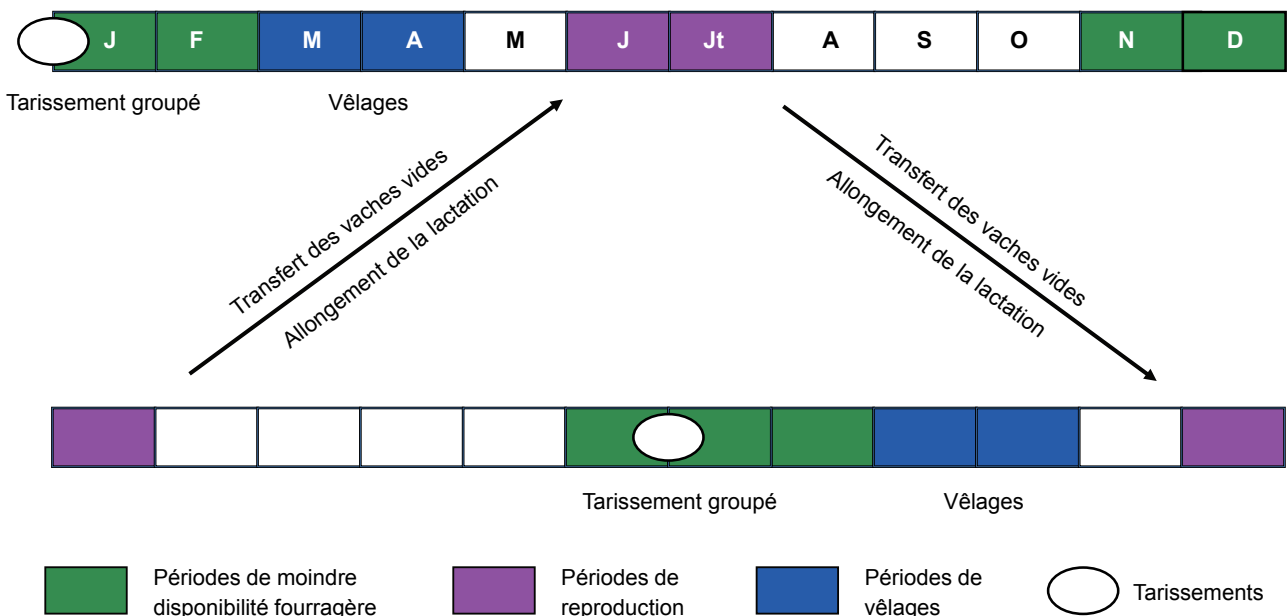 J F M A M J Jt A S O N D
Tarissement groupé Vêlages
Transfert des vaches vides
Allongement de la lactation
Transfert des vaches vides
Allongement de la lactation
Tarissement groupé Vêlages
Périodes de moindre
disponibilité fourragère
Périodes de
reproduction
Périodes de
vêlages
Tarissements